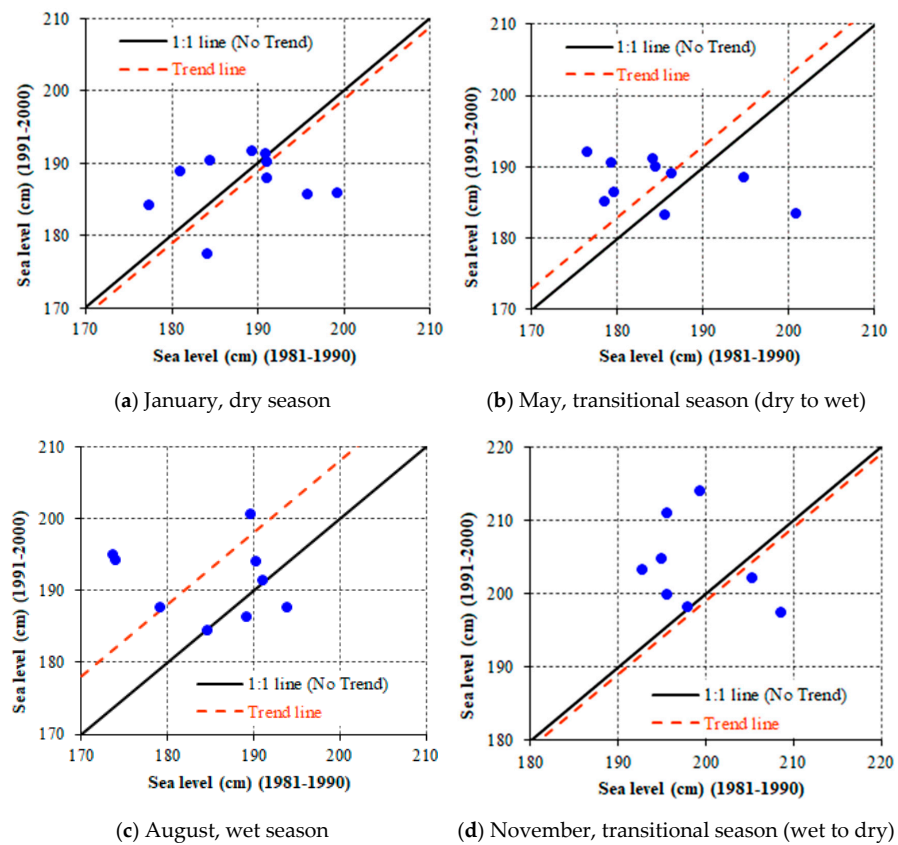 210
200
190
180
170
Sea level (cm) (1991-2000)
1:1 line (No Trend)
Trend line
170 180 190 200 210
Sea level (cm) (1981-1990)
(a) January, dry season
210
200
190
180
170
Sea level (cm) (1991-2000)
1:1 line (No Trend)
Trend line
170 180 190 200 210
Sea level (cm) (1981-1990)
(b) May, transitional season (dry to wet)
210
200
190
180
170
Sea level (cm) (1991-2000)
1:1 line (No Trend)
Trend line
170 180 190 200 210
Sea level (cm) (1981-1990)
(c) August, wet season
220
210
200
190
180
Sea level (cm) (1991-2000)
1:1 line (No Trend)
Trend line
180 190 200 210 220
Sea level (cm) (1981-1990)
(d) November, transitional season (wet to dry)